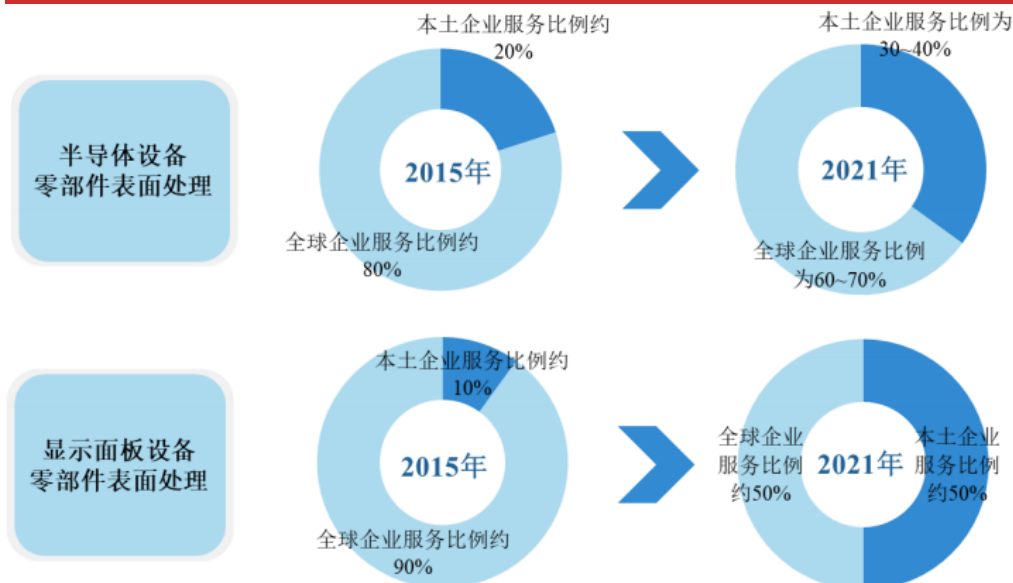 本土企业服务比例约
20%
本土企业服务比例为
30~40%
半导体设备
零部件表面处理
2015年
2021年
全球企业服务比例约
80%
全球企业服务比例
为60~70%
本土企业服务比例约
10%
显示面板设备
零部件表面处理
2015年
全球企业
服务比例
约50%
2021年
本土企业
服务比例
约50%
全球企业服务比例约
90%